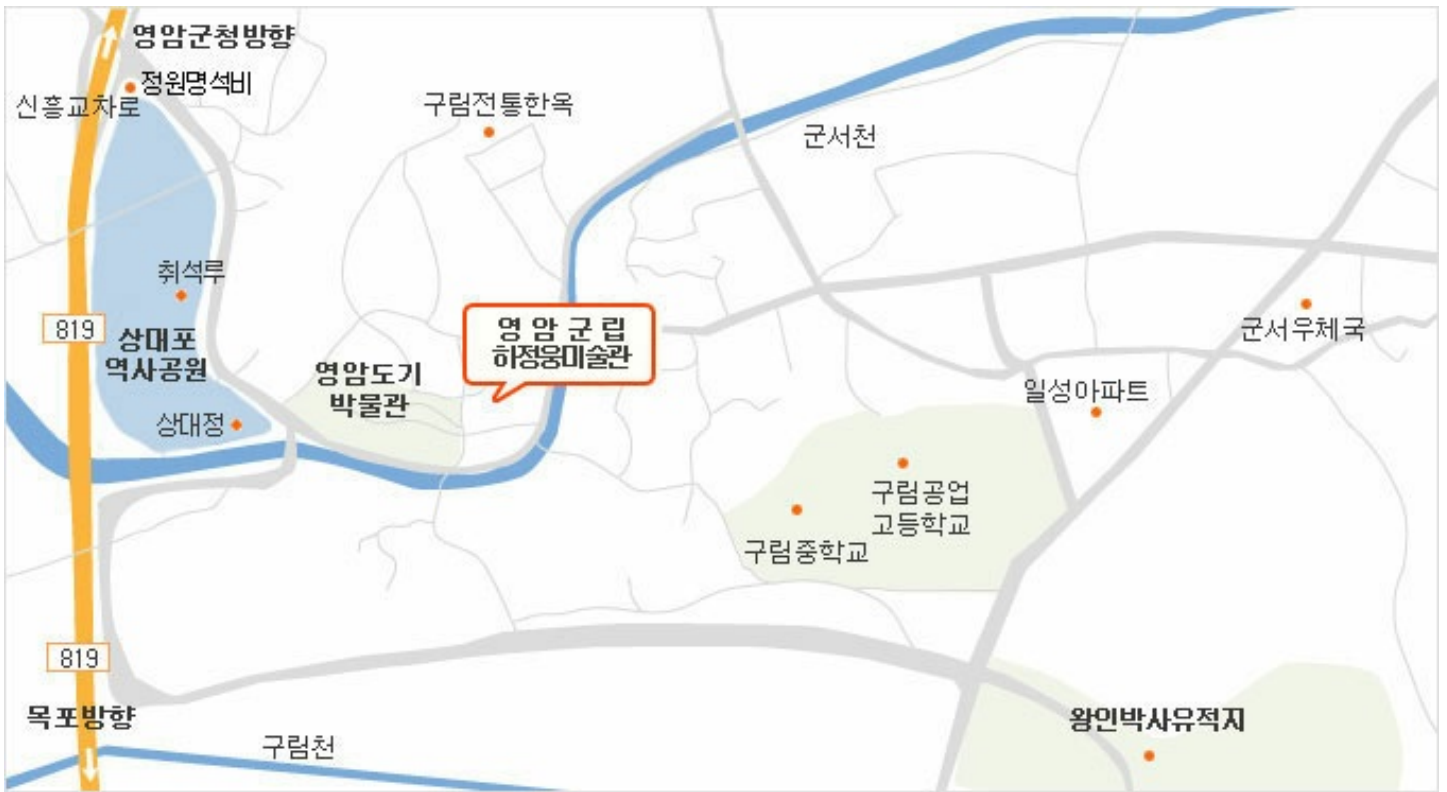 영암군청방향
정원명석비
신흥교차로
구림전통한옥
군서천
취석루
819
상대포
역사공원
영암군립
하정웅미술관
군서우체국
영암도기
박물관
일성아파트
상대정
구림공업
고등학교
구림중학교
819
목포방향
왕인박사유적지
구림천